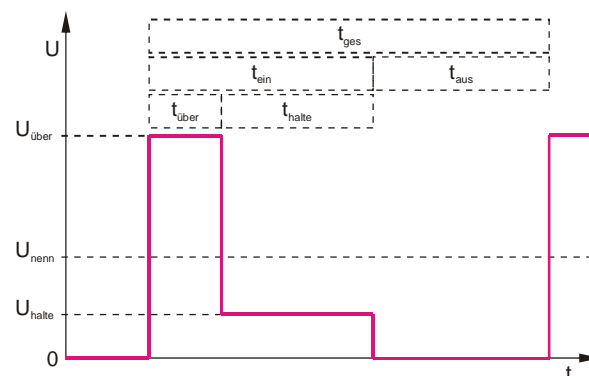 U
t_ges
t_ein
t_aus
t_über
t_halte
U_über
U_nenn
U_halte
0
t